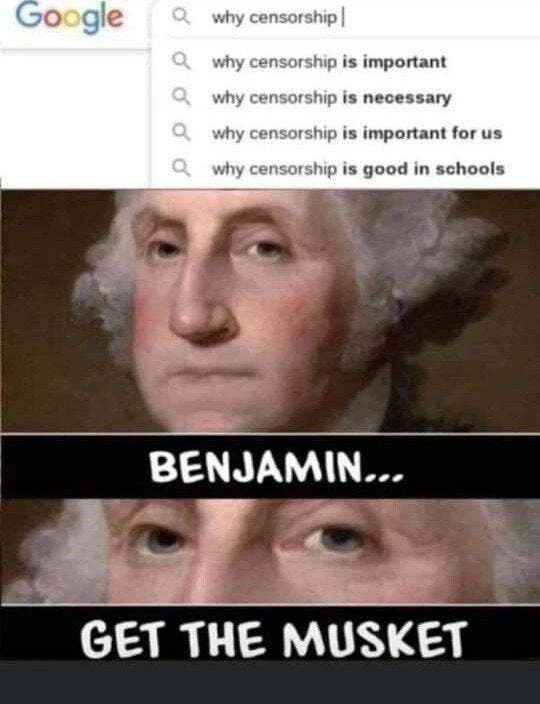 Google
why censorship
why censorship is important
why censorship is necessary
why censorship is important for us
why censorship is good in schools
BENJAMIN...
GET THE MUSKET